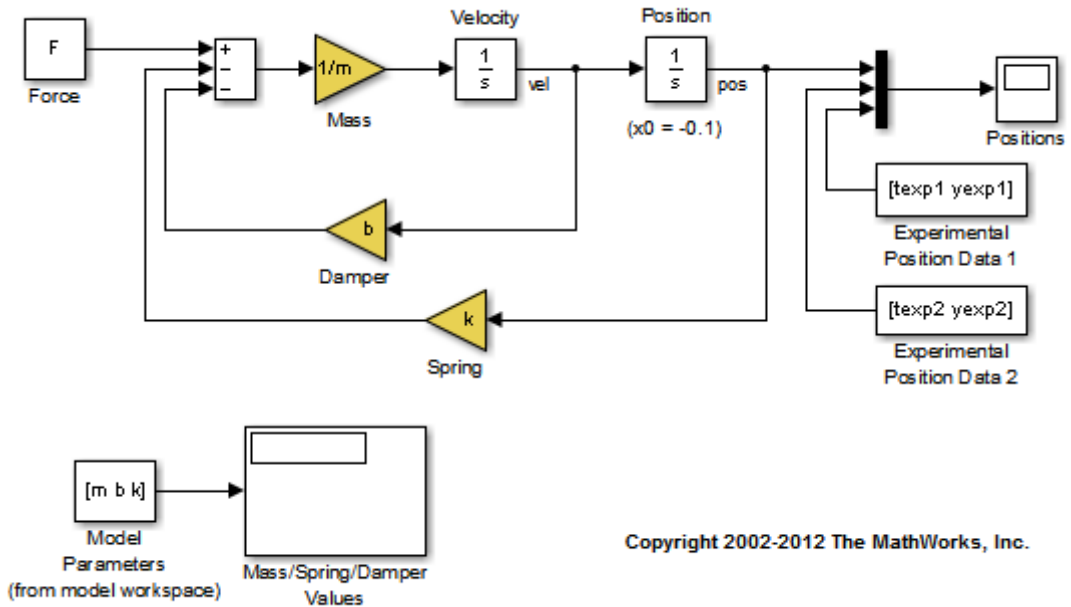 Velocity
Position
F
Force
+
−
−
1/m
Mass
1
s
vel
1
s
pos
(x0 = -0.1)
Positions
b
Damper
k
Spring
[texp1 yexp1]
Experimental
Position Data 1
[texp2 yexp2]
Experimental
Position Data 2
[m b k]
Model
Parameters
(from model workspace)
Mass/Spring/Damper
Values
Copyright 2002-2012 The MathWorks, Inc.